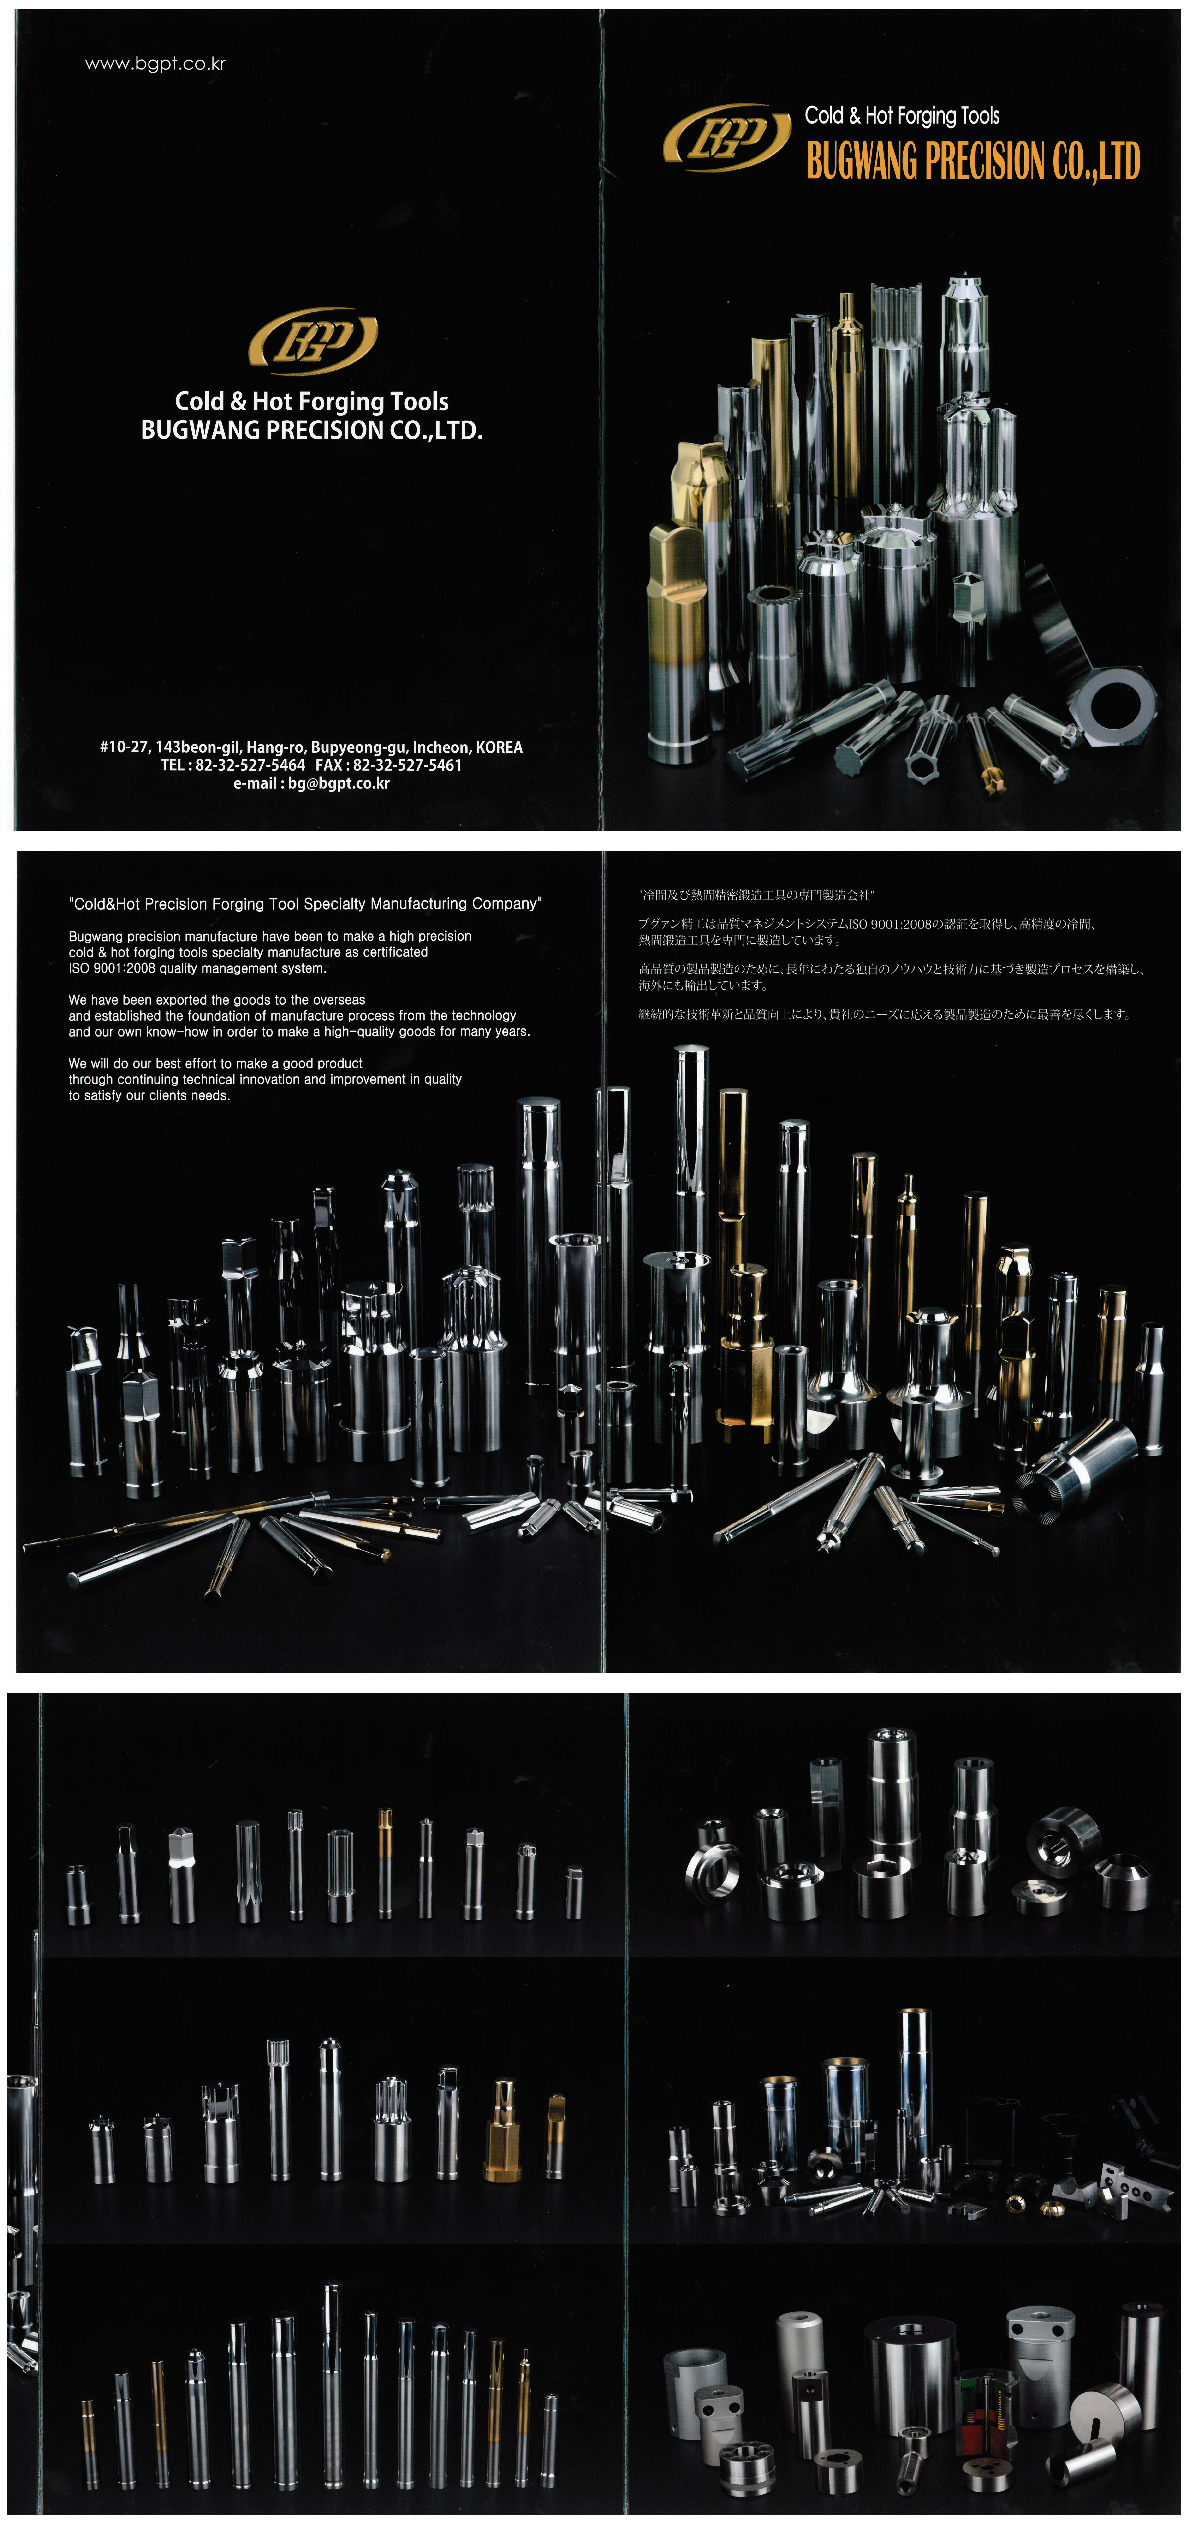 www.bgpt.co.kr
BGP
Cold & Hot Forging Tools
BUGWANG PRECISION CO.,LTD.
#10-27, 143beon-gil, Hang-ro, Bupyeong-gu, Incheon, KOREA
TEL : 82-32-527-5464 FAX : 82-32-527-5461
e-mail : bg@bgpt.co.kr
BGP
Cold & Hot Forging Tools
BUGWANG PRECISION CO.,LTD
"Cold&Hot Precision Forging Tool Specialty Manufacturing Company"
Bugwang precision manufacture have been to make a high precision
cold & hot forging tools specialty manufacture as certificated
ISO 9001:2008 quality management system.
We have been exported the goods to the overseas
and established the foundation of manufacture process from the technology
and our own know-how in order to make a high-quality goods for many years.
We will do our best effort to make a good product
through continuing technical innovation and improvement in quality
to satisfy our clients needs.
"冷間及び熱間精密鍛造工具の専門製造会社"
ブグァン精工は品質マネジメントシステムISO 9001:2008の認証を取得し、高精度の冷間、
熱間鍛造工具を専門に製造しています。
高品質の製品製造のために、長年にわたる独自のノウハウと技術力に基づき製造プロセスを構築し、
海外にも輸出しています。
継続的な技術革新と品質向上により、貴社のニーズに応える製品製造のために最善を尽くします。